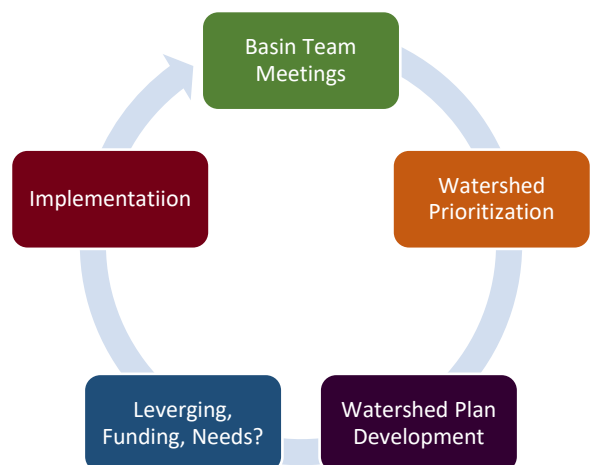 Basin Team
Meetings
Watershed
Prioritization
Watershed Plan
Development
Leverging,
Funding, Needs?
Implementatiion